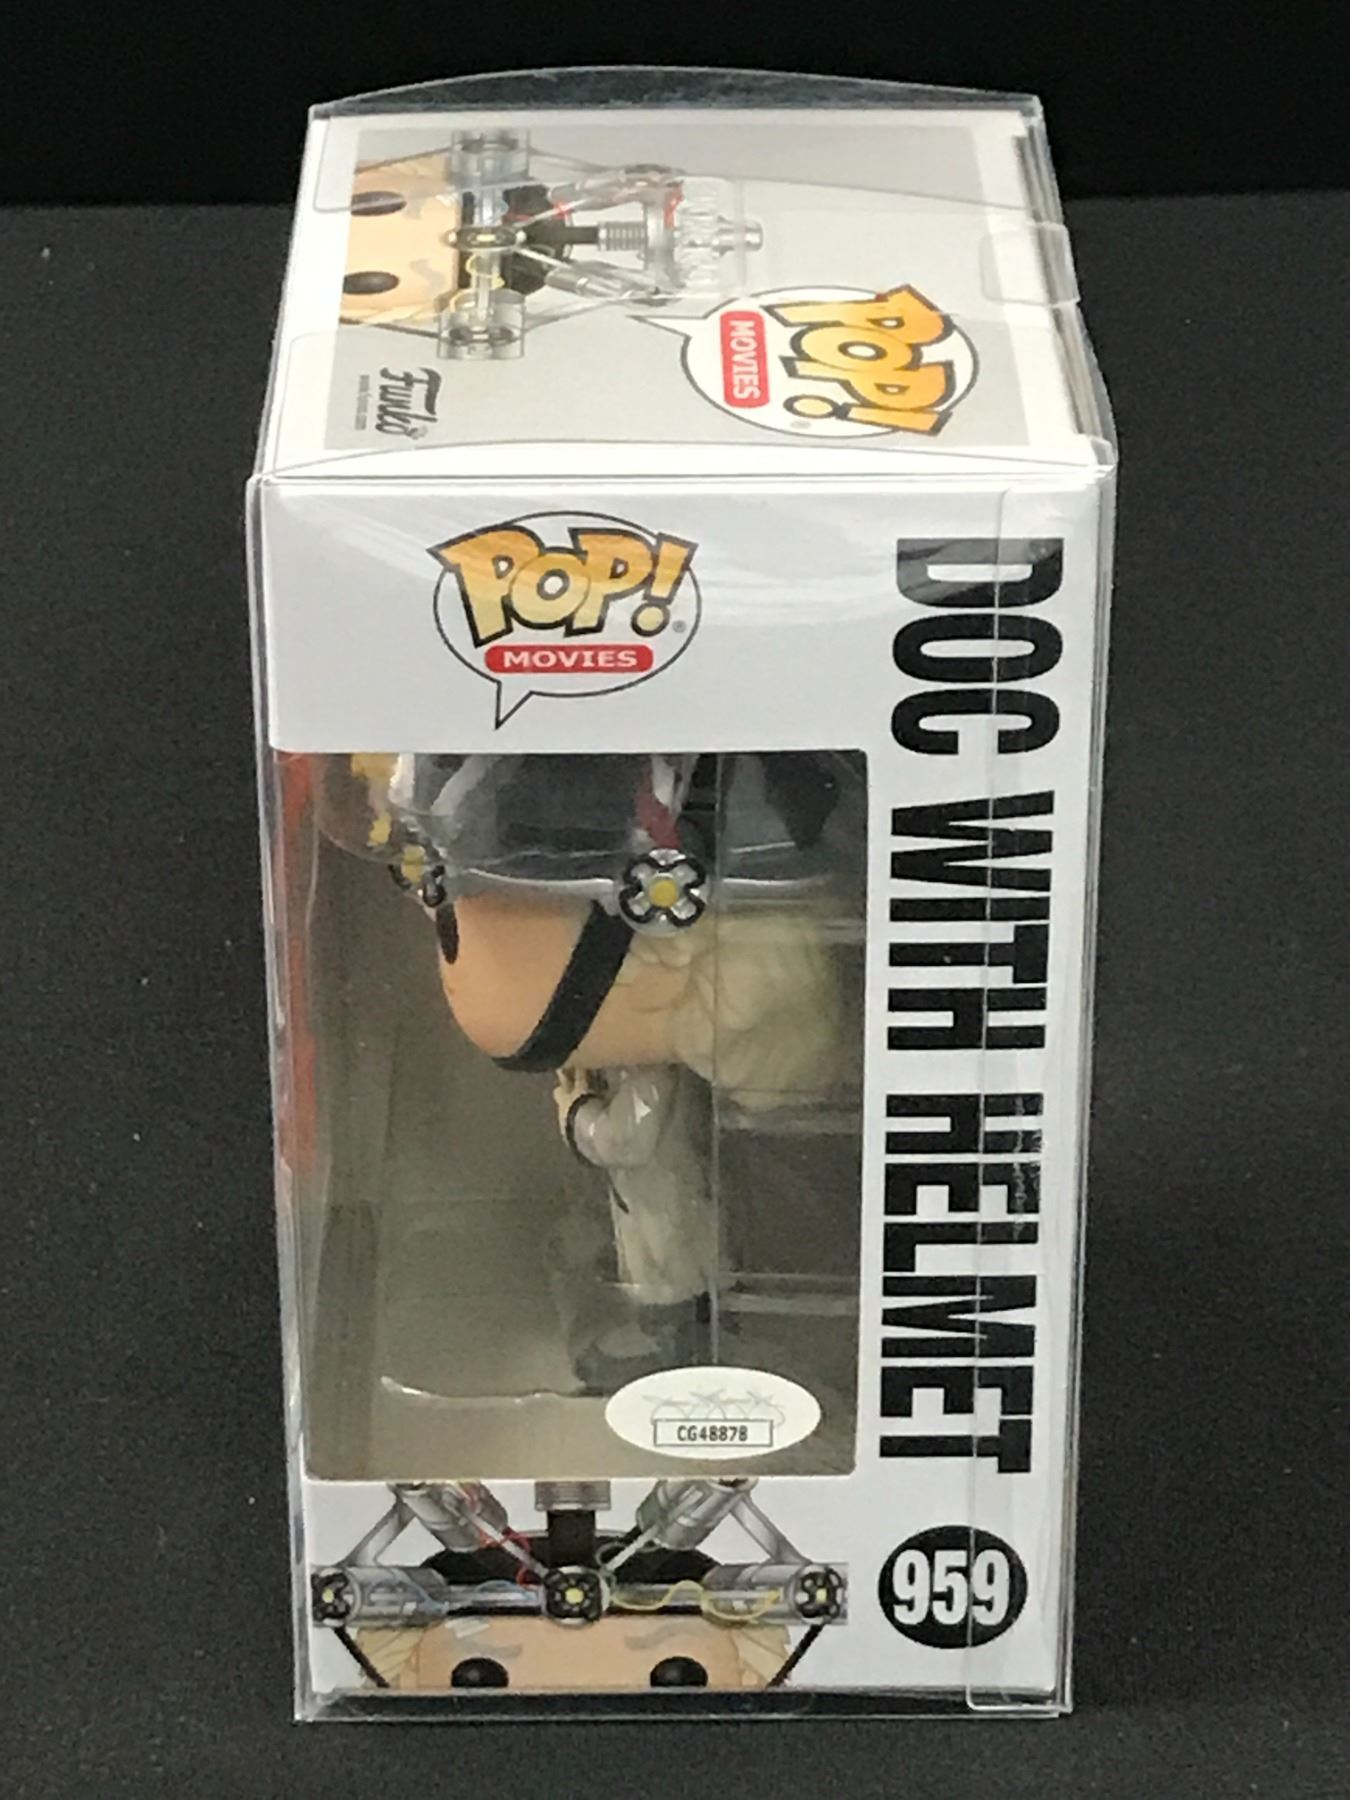 POP!
MOVIES
Funko
POP!
MOVIES
DOC WITH HELMET
CG48878
959